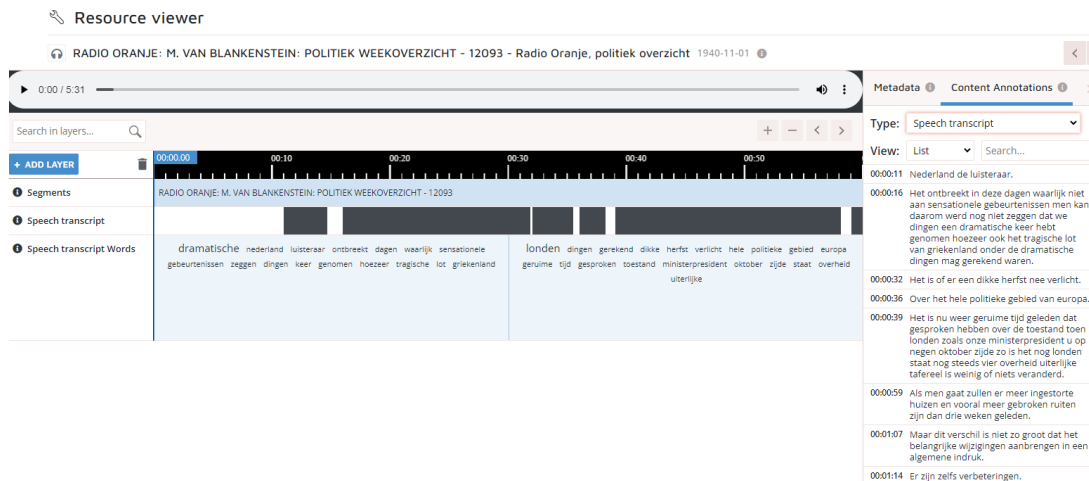 Resource viewer
RADIO ORANJE: M. VAN BLANKENSTEIN: POLITIEK WEEKOVERZICHT - 12093 - Radio Oranje, politiek overzicht 1940-11-01
0:00 / 5:31
Search in layers...
+ ADD LAYER
00:00.00 00:10 00:20 00:30 00:40 00:50
Segments
RADIO ORANJE: M. VAN BLANKENSTEIN: POLITIEK WEEKOVERZICHT - 12093
Speech transcript
Speech transcript Words
dramatische nederland luisteraar ontbreekt dagen waarlijk sensationele
gebeurtenissen zeggen dingen keer genomen hoezeer tragische lot griekenland
londen dingen gerekend dikke herfst verlicht hele politieke gebied europa
geruime tijd gesproken toestand ministerpresident oktober zijde staat overheid
uiterlijke
Metadata Content Annotations
Type: Speech transcript
View: List Search...
00:00:11 Nederland de luisteraar.
00:00:16 Het ontbreekt in deze dagen waarlijk niet
aan sensationele gebeurtenissen men kan
daarom werd nog niet zeggen dat we
dingen een dramatische keer hebt
genomen hoezeer ook het tragische lot
van griekenland onder de dramatische
dingen mag gerekend waren.
00:00:32 Het is of er een dikke herfst nee verlicht.
00:00:36 Over het hele politieke gebied van europa.
00:00:39 Het is nu weer geruime tijd geleden dat
gesproken hebben over de toestand toen
londen zoals onze ministerpresident u op
negen oktober zijde zo is het nog londen
staat nog steeds vier overheid uiterlijke
tafereel is weinig of niets veranderd.
00:00:59 Als men gaat zullen er meer ingestorte
huizen en vooral meer gebroken ruiten
zijn dan drie weken geleden.
00:01:07 Maar dit verschil is niet zo groot dat het
belangrijke wijzigingen aanbrengen in een
algemene indruk.
00:01:14 Er zijn zelfs verbeteringen.